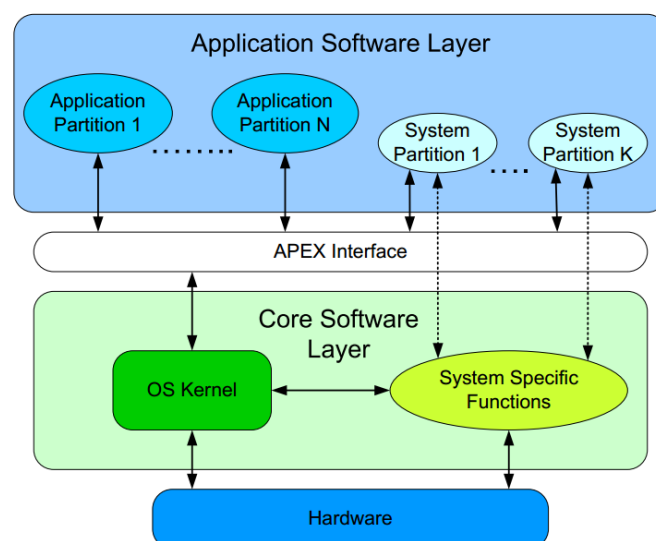 Application Software Layer
Application
Partition 1
Application
Partition N
System
Partition 1
System
Partition K
APEX Interface
Core Software
Layer
OS Kernel
System Specific
Functions
Hardware